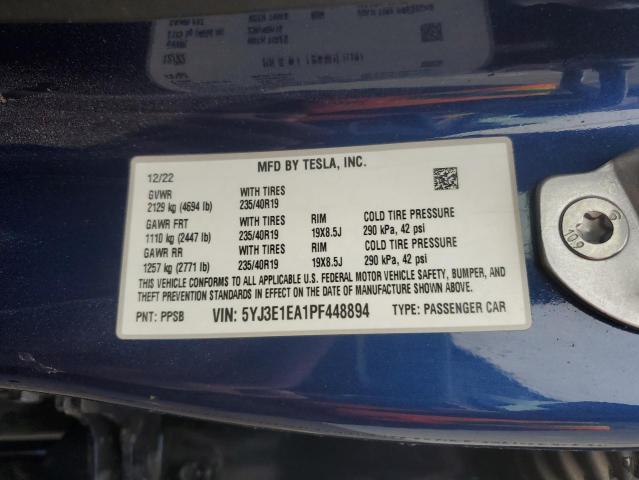 MFD BY TESLA, INC.
12/22
GVWR WITH TIRES
2129 kg (4694 lb) 235/40R19
GAWR FRT WITH TIRES RIM COLD TIRE PRESSURE
1110 kg (2447 lb) 235/40R19 19X8.5J 290 kPa, 42 psi
GAWR RR WITH TIRES RIM COLD TIRE PRESSURE
1257 kg (2771 lb) 235/40R19 19X8.5J 290 kPa, 42 psi
THIS VEHICLE CONFORMS TO ALL APPLICABLE U.S. FEDERAL MOTOR VEHICLE SAFETY, BUMPER, AND
THEFT PREVENTION STANDARDS IN EFFECT ON THE DATE OF MANUFACTURE SHOWN ABOVE.
PNT: PPSB VIN: 5YJ3E1EA1PF448894 TYPE: PASSENGER CAR
10.9